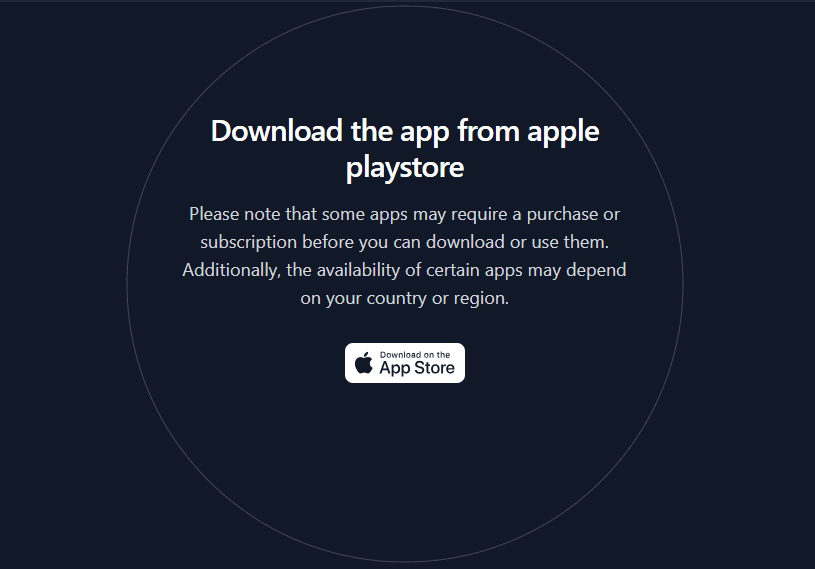 Download the app from apple
playstore
Please note that some apps may require a purchase or
subscription before you can download or use them.
Additionally, the availability of certain apps may depend
on your country or region.
Download on the
App Store